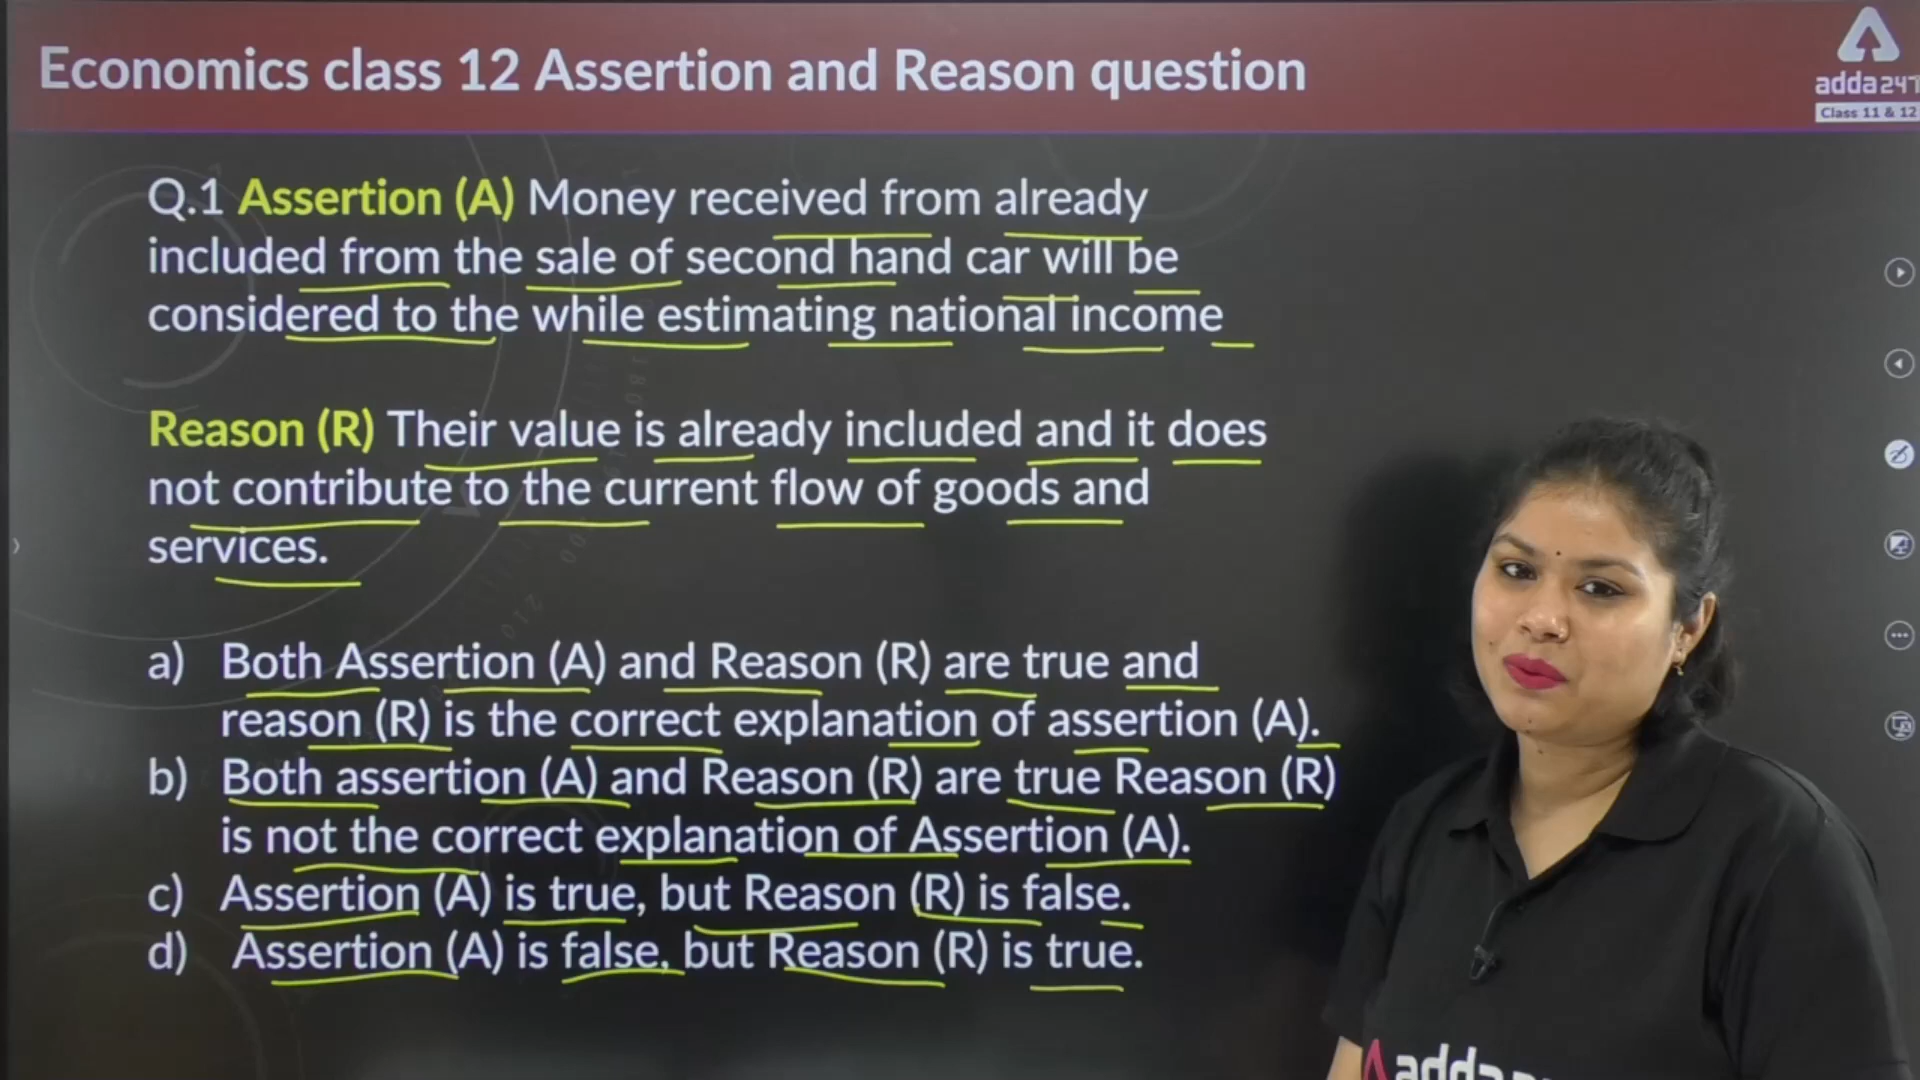 Economics class 12 Assertion and Reason question
adda247
Class 11 & 12
Q.1 Assertion (A) Money received from already
included from the sale of second hand car will be
considered to the while estimating national income
Reason (R) Their value is already included and it does
not contribute to the current flow of goods and
services.
a) Both Assertion (A) and Reason (R) are true and
reason (R) is the correct explanation of assertion (A).
b) Both assertion (A) and Reason (R) are true Reason (R)
is not the correct explanation of Assertion (A).
c) Assertion (A) is true, but Reason (R) is false.
d) Assertion (A) is false, but Reason (R) is true.